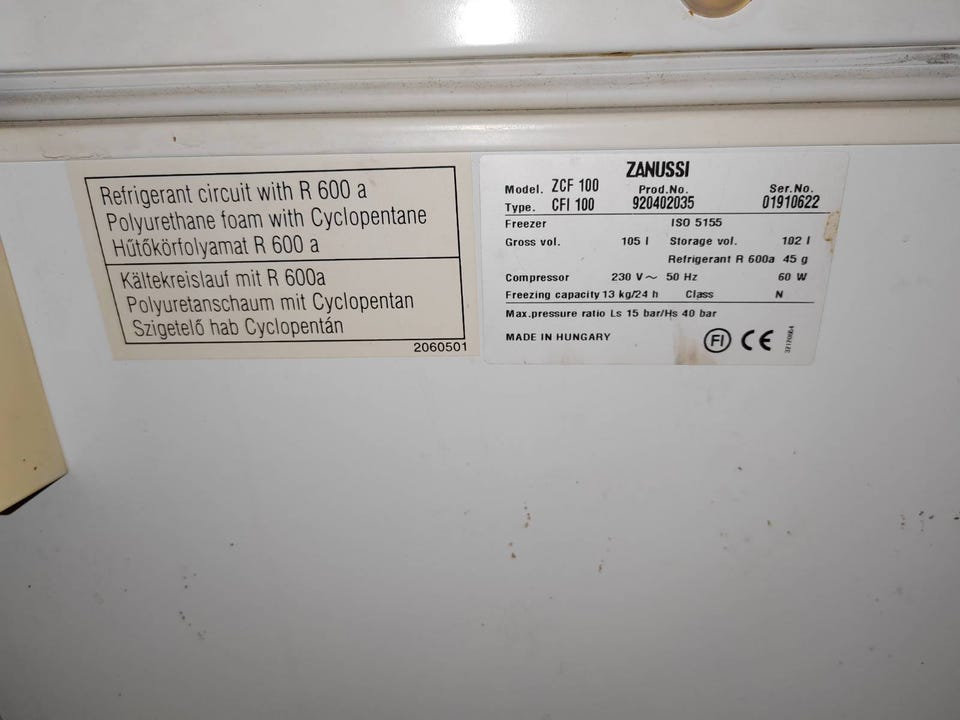 Refrigerant circuit with R 600 a
Polyurethane foam with Cyclopentane
Hűtőkörfolyamat R 600 a
Kältekreislauf mit R 600a
Polyuretanschaum mit Cyclopentan
Szigetelő hab Cyclopentán
2060501
ZANUSSI
Model. ZCF 100 Prod.No. Ser.No.
Type. CFI 100 920402035 01910622
Freezer ISO 5155
Gross vol. 105 l Storage vol. 102 l
Refrigerant R 600a 45 g
Compressor 230 V ~ 50 Hz 60 W
Freezing capacity 13 kg/24 h Class N
Max.pressure ratio Ls 15 bar/Hs 40 bar
MADE IN HUNGARY FI CE